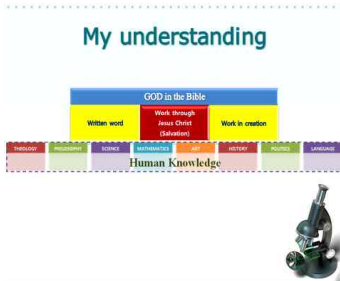 My understanding
GOD in the Bible
Written word
Work through
Jesus Christ
(Salvation)
Work in creation
THEOLOGY PHILOSOPHY SCIENCE MATHEMATICS ART HISTORY POLITICS LANGUAGE
Human Knowledge